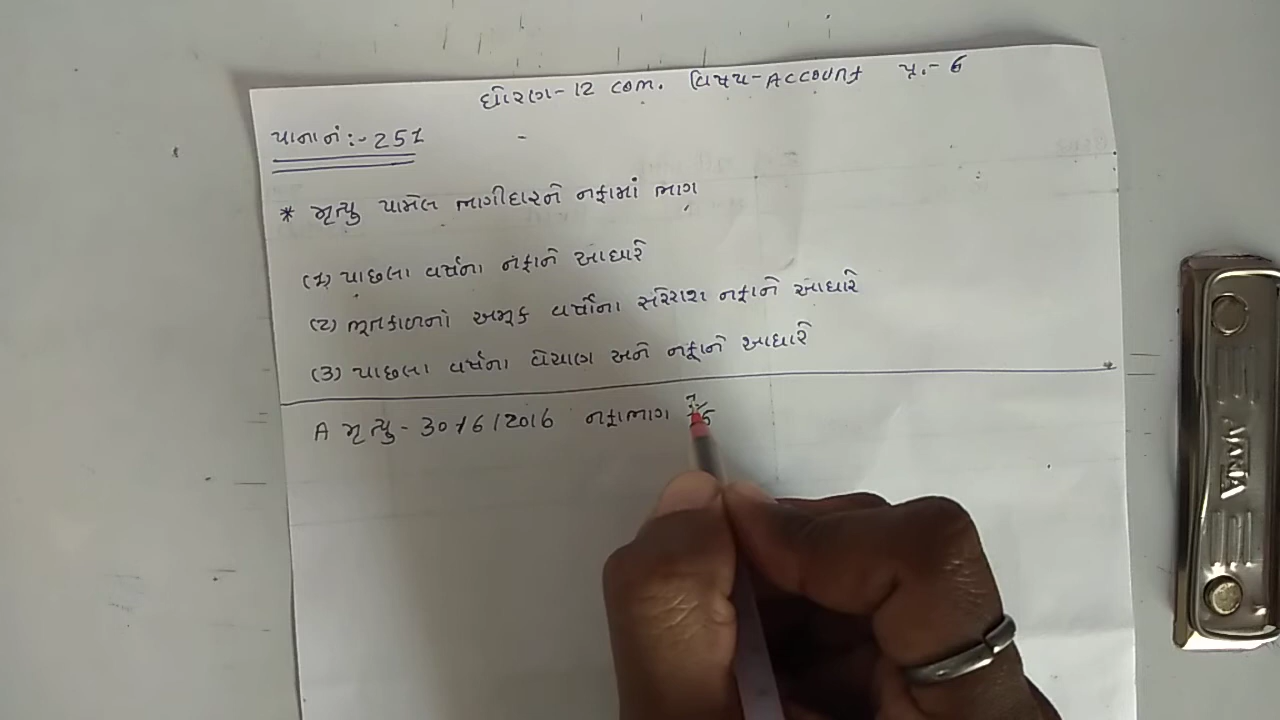 ધોરણ-12 com. વિષય-Account પ્ર.-6
પાના નં:-251
* મૃત્યુ પામેલ ભાગીદારને નફામાં ભાગ
(1) પાછલા વર્ષના નફાને આધારે
(2) ભૂતકાળનાં અમૂક વર્ષોના સરેરાશ નફાને આધારે
(3) પાછલા વર્ષના વેચાણ અને નફાને આધારે
A મૃત્યુ - 30/6/2016 નફાભાગ
AJANTA